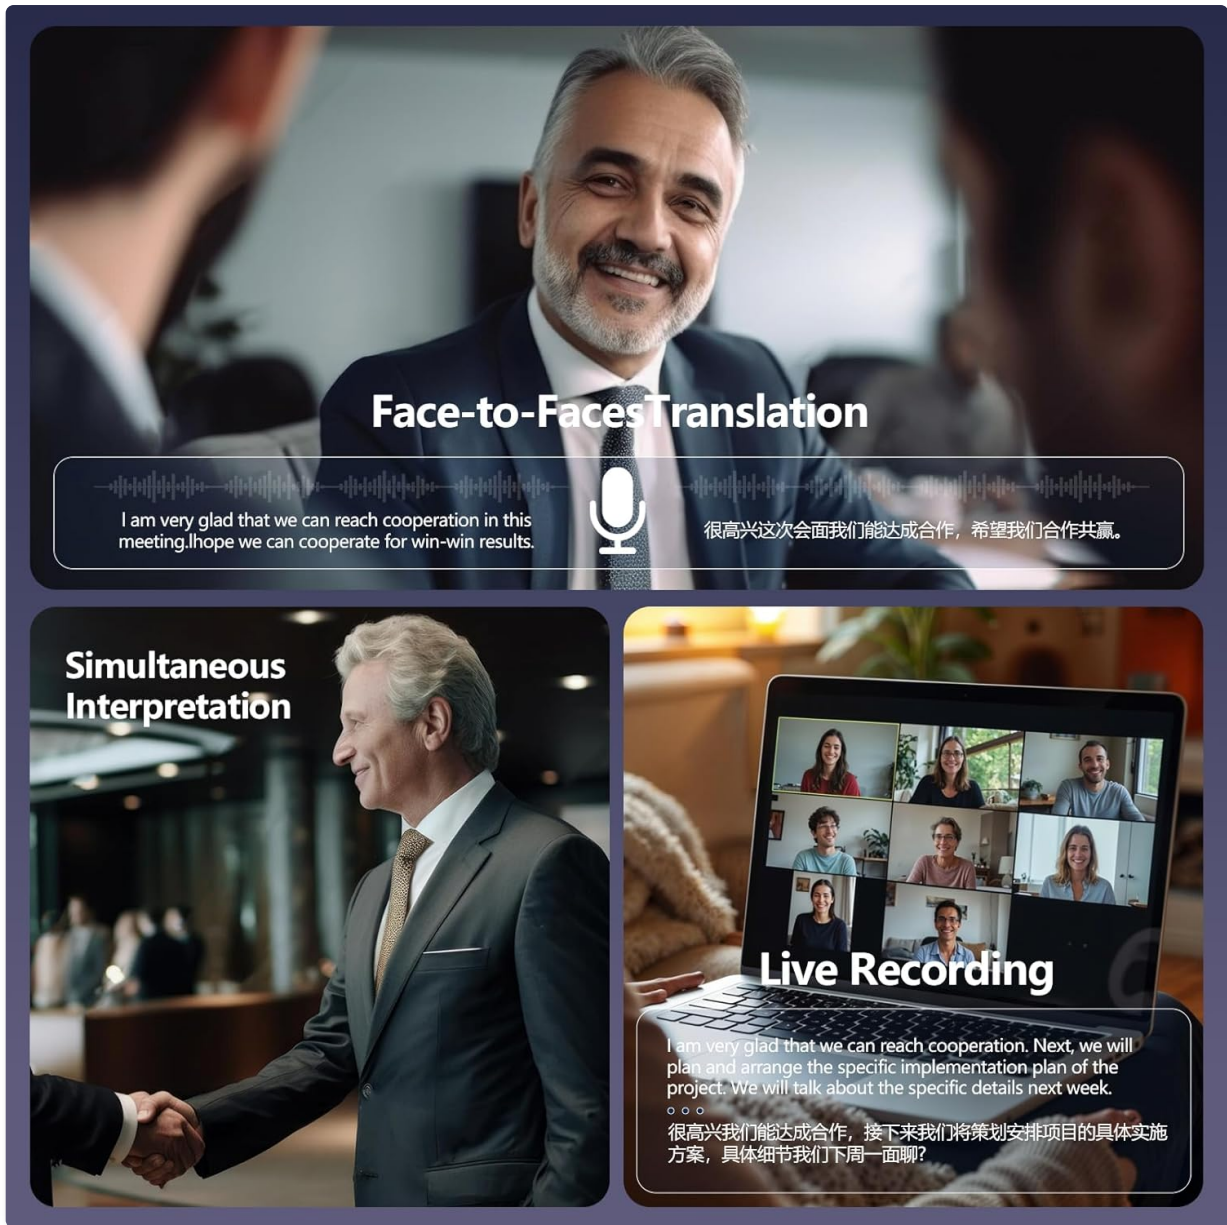 Face-to-FacesTranslation
I am very glad that we can reach cooperation in this
meeting.Ihope we can cooperate for win-win results.
很高兴这次会面我们能达成合作，希望我们合作共赢。
Simultaneous
Interpretation
Live Recording
I am very glad that we can reach cooperation. Next, we will
plan and arrange the specific implementation plan of the
project. We will talk about the specific details next week.
很高兴我们能达成合作，接下来我们将策划安排项目的具体实施
方案，具体细节我们下周一面聊？